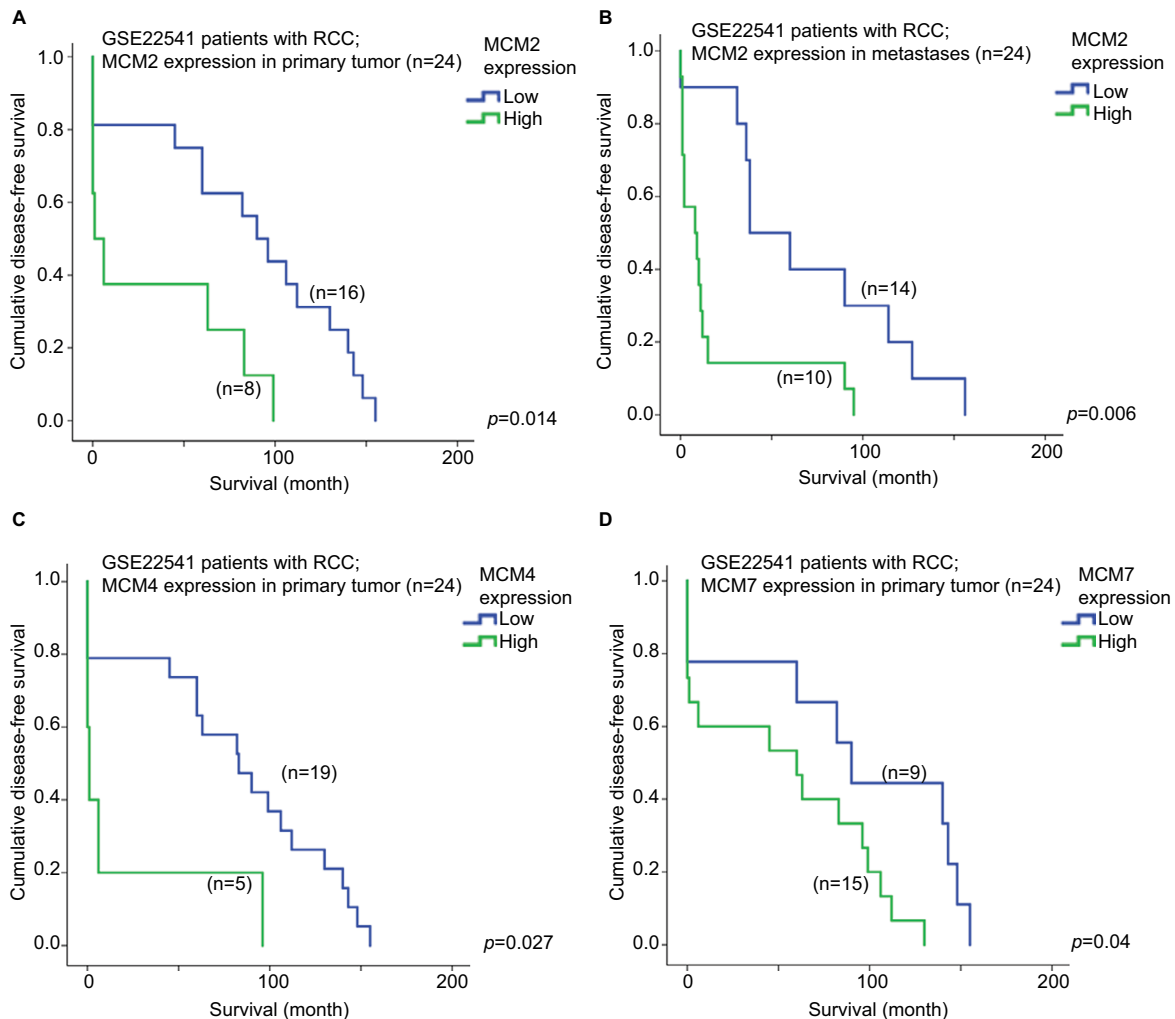 A
GSE22541 patients with RCC;
MCM2 expression in primary tumor (n=24)
MCM2
expression
Low
High
1.0
0.8
0.6
0.4
0.2
0.0
Cumulative disease-free survival
(n=16)
(n=8)
p=0.014
0
100
200
Survival (month)
B
GSE22541 patients with RCC;
MCM2 expression in metastases (n=24)
MCM2
expression
Low
High
1.0
0.8
0.6
0.4
0.2
0.0
Cumulative disease-free survival
(n=14)
(n=10)
p=0.006
0
100
200
Survival (month)
C
GSE22541 patients with RCC;
MCM4 expression in primary tumor (n=24)
MCM4
expression
Low
High
1.0
0.8
0.6
0.4
0.2
0.0
Cumulative disease-free survival
(n=19)
(n=5)
p=0.027
0
100
200
Survival (month)
D
GSE22541 patients with RCC;
MCM7 expression in primary tumor (n=24)
MCM7
expression
Low
High
1.0
0.8
0.6
0.4
0.2
0.0
Cumulative disease-free survival
(n=9)
(n=15)
p=0.04
0
100
200
Survival (month)